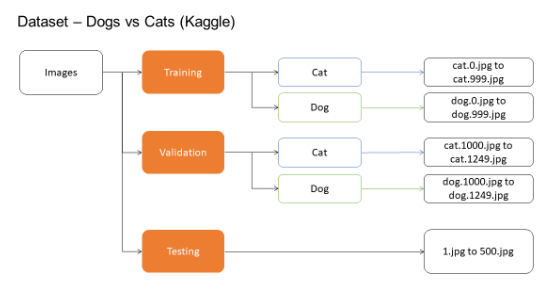 Dataset – Dogs vs Cats (Kaggle)
Images
Training
Cat
cat.0.jpg to
cat.999.jpg
Dog
dog.0.jpg to
dog.999.jpg
Validation
Cat
cat.1000.jpg to
cat.1249.jpg
Dog
dog.1000.jpg to
dog.1249.jpg
Testing
1.jpg to 500.jpg